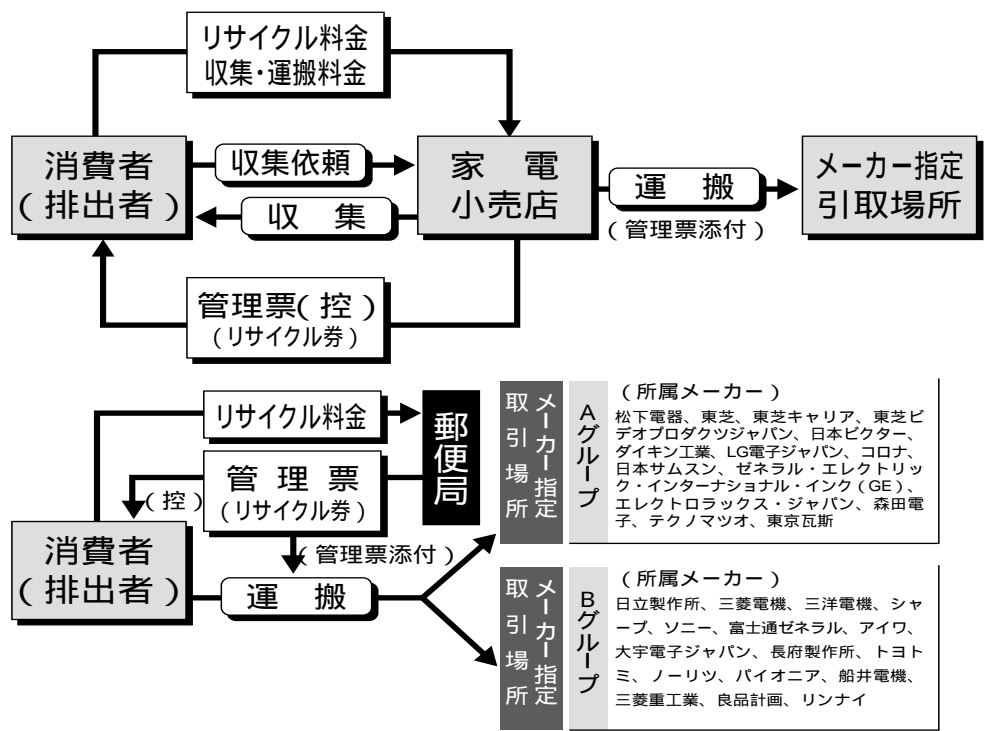 リサイクル料金
収集・運搬料金
消費者
(排出者)
収集依頼
収 集
家 電
小売店
運 搬
(管理票添付)
メーカー指定
引取場所
管理票(控)
(リサイクル券)
リサイクル料金
郵便局
管 理 票
(リサイクル券)
(控)
(管理票添付)
消費者
(排出者)
運 搬
メーカー指定
取引場所
Aグループ
(所属メーカー)
松下電器、東芝、東芝キャリア、東芝ビ
デオプロダクツジャパン、日本ビクター、
ダイキン工業、LG電子ジャパン、コロナ、
日本サムスン、ゼネラル・エレクトリッ
ク・インターナショナル・インク(GE)、
エレクトロラックス・ジャパン、森田電
子、テクノマツオ、東京瓦斯
メーカー指定
取引場所
Bグループ
(所属メーカー)
日立製作所、三菱電機、三洋電機、シャ
ープ、ソニー、富士通ゼネラル、アイワ、
大宇電子ジャパン、長府製作所、トヨト
ミ、ノーリツ、パイオニア、船井電機、
三菱重工業、良品計画、リンナイ